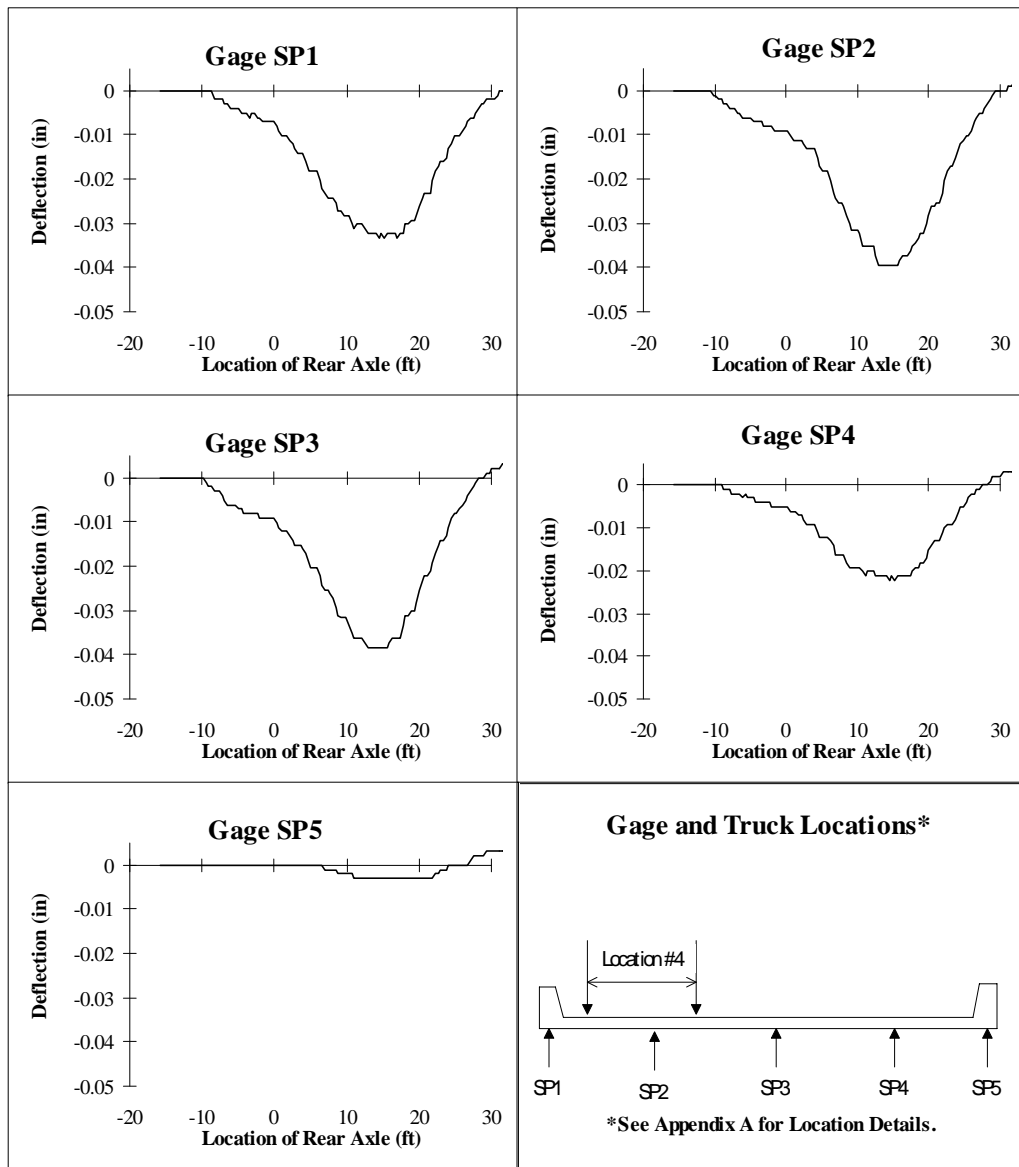 Gage SP1
0
-0.01
-0.02
-0.03
-0.04
-0.05
Deflection (in)
-20 -10 0 10 20 30
Location of Rear Axle (ft)
Gage SP2
0
-0.01
-0.02
-0.03
-0.04
-0.05
Deflection (in)
-20 -10 0 10 20 30
Location of Rear Axle (ft)
Gage SP3
0
-0.01
-0.02
-0.03
-0.04
-0.05
Deflection (in)
-20 -10 0 10 20 30
Location of Rear Axle (ft)
Gage SP4
0
-0.01
-0.02
-0.03
-0.04
-0.05
Deflection (in)
-20 -10 0 10 20 30
Location of Rear Axle (ft)
Gage SP5
0
-0.01
-0.02
-0.03
-0.04
-0.05
Deflection (in)
-20 -10 0 10 20 30
Location of Rear Axle (ft)
Gage and Truck Locations*
Location #4
SP1 SP2 SP3 SP4 SP5
*See Appendix A for Location Details.